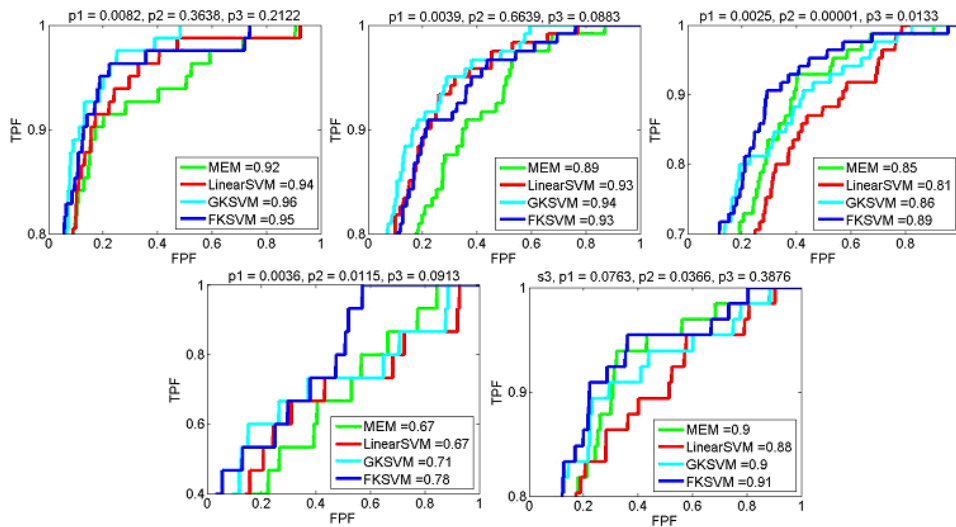 p1 = 0.0082, p2 = 0.3638, p3 = 0.2122
1
0.9
0.8
TPF
MEM =0.92
LinearSVM =0.94
GKSVM =0.96
FKSVM =0.95
0 0.2 0.4 0.6 0.8 1
FPF
p1 = 0.0039, p2 = 0.6639, p3 = 0.0883
1
0.9
0.8
TPF
MEM =0.89
LinearSVM =0.93
GKSVM =0.94
FKSVM =0.93
0 0.2 0.4 0.6 0.8 1
FPF
p1 = 0.0025, p2 = 0.00001, p3 = 0.0133
1
0.9
0.8
0.7
TPF
MEM =0.85
LinearSVM =0.81
GKSVM =0.86
FKSVM =0.89
0 0.2 0.4 0.6 0.8
FPF
p1 = 0.0036, p2 = 0.0115, p3 = 0.0913
1
0.8
0.6
0.4
TPF
MEM =0.67
LinearSVM =0.67
GKSVM =0.71
FKSVM =0.78
0 0.2 0.4 0.6 0.8 1
FPF
s3, p1 = 0.0763, p2 = 0.0366, p3 = 0.3876
1
0.9
0.8
TPF
MEM =0.9
LinearSVM =0.88
GKSVM =0.9
FKSVM =0.91
0 0.2 0.4 0.6 0.8 1
FPF